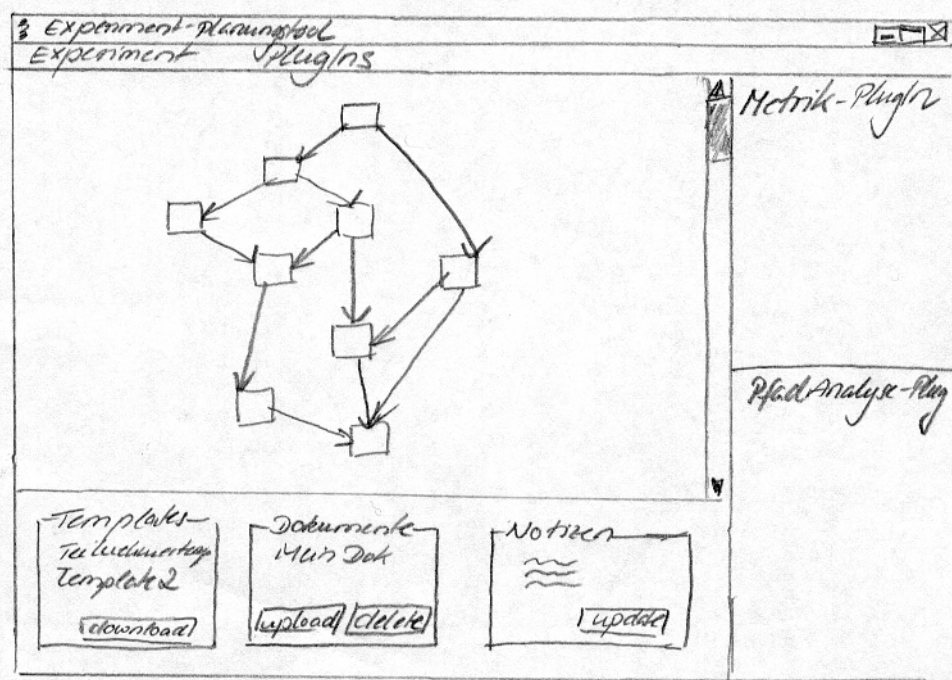 Experiment-Planungstool
Experiment PlugIns
Metrik-PlugIn
Pfad Analyse-Plug
Templates
Template 2
download
Dokumente
Mein Dok
upload delete
Notizen
update